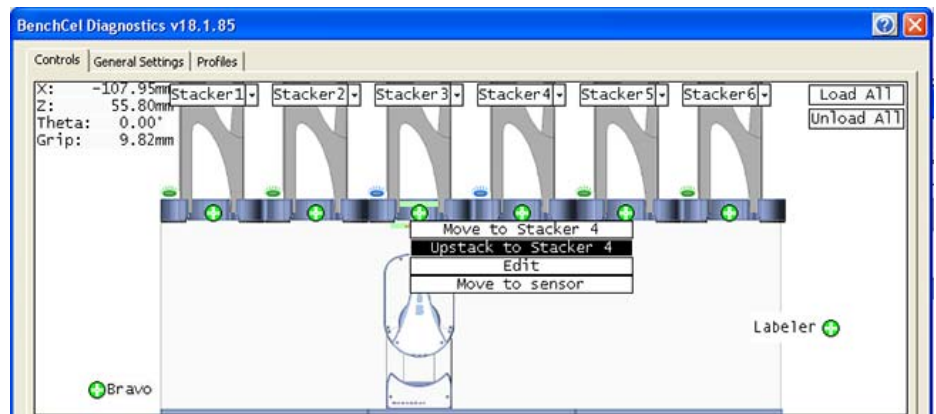 BenchCel Diagnostics v18.1.85
Controls General Settings Profiles
X: -107.95mm
Z: 55.80mm
Theta: 0.00°
Grip: 9.82mm
Stacker1 Stacker2 Stacker3 Stacker4 Stacker5 Stacker6
Load All
Unload All
Move to Stacker 4
Upstack to Stacker 4
Edit
Move to sensor
Labeler
Bravo